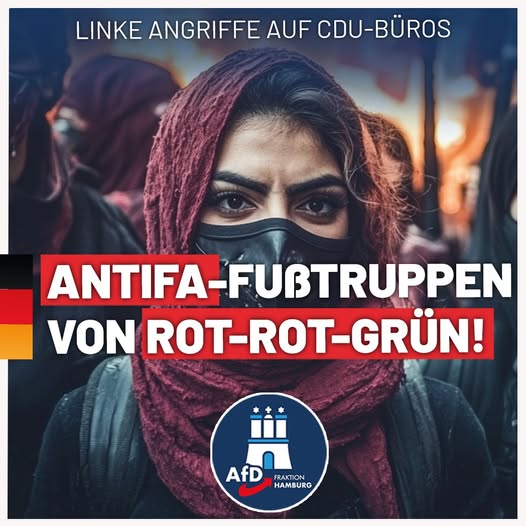 LINKE ANGRIFFE AUF CDU-BÜROS
ANTIFA-FUßTRUPPEN
VON ROT-ROT-GRÜN!
AfD FRAKTION
HAMBURG